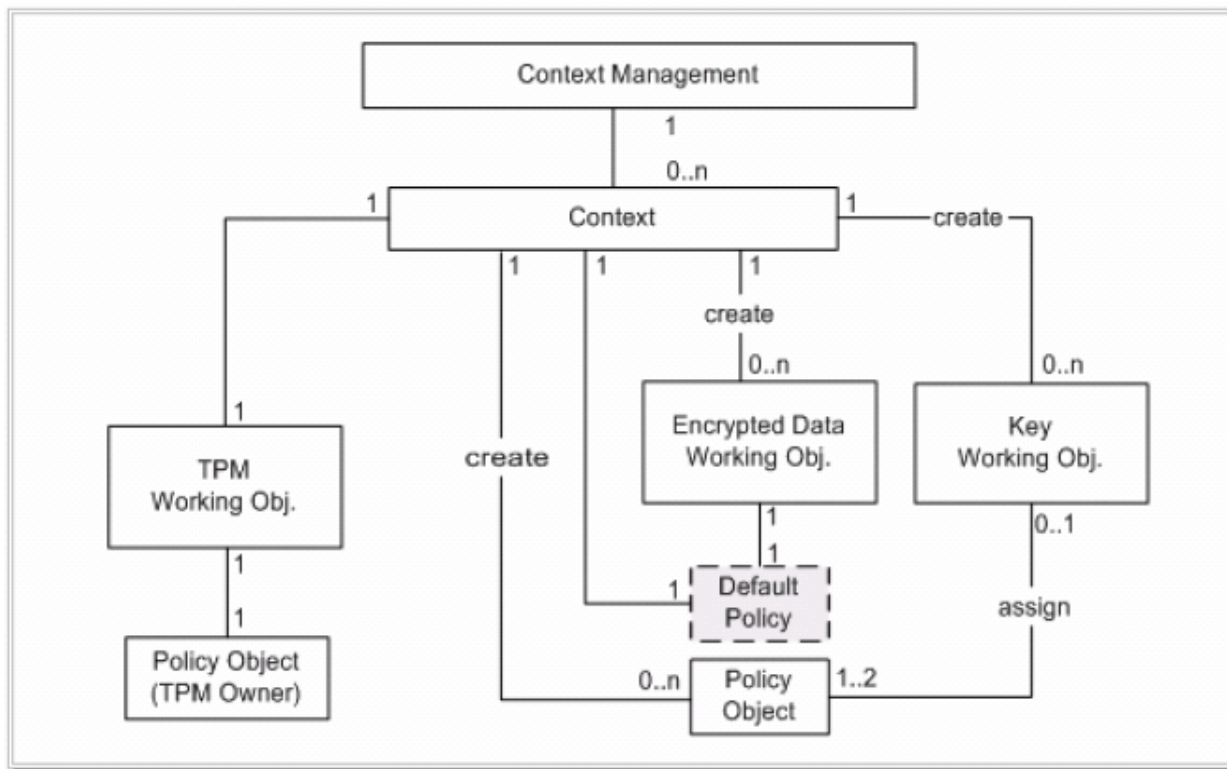 Context Management
1
0..n
1
Context
1
create
1
1
1
create
0..n
0..n
1
Encrypted Data
Working Obj.
Key
Working Obj.
create
TPM
Working Obj.
1
0..1
1
1
Default
Policy
1
assign
1
Policy Object
(TPM Owner)
0..n
Policy
Object
1..2